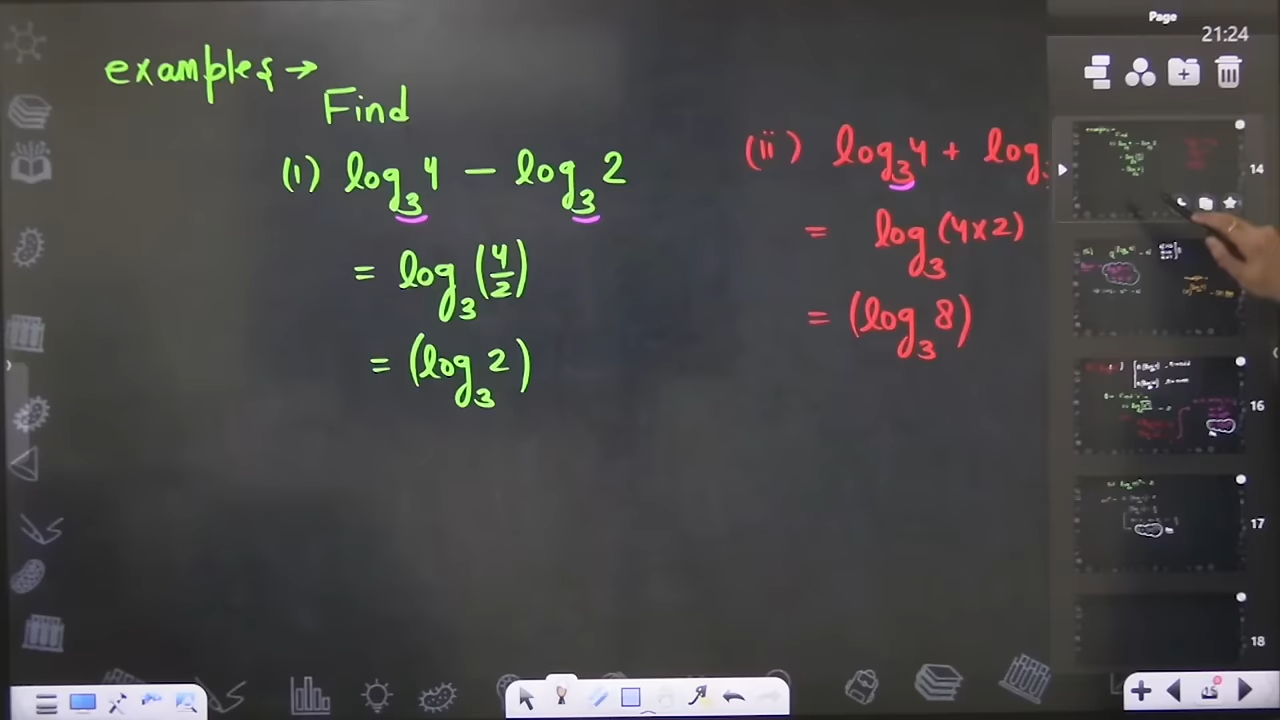 examples →
Find
(i) log₃4 − log₃2
= log₃(4/2)
= (log₃2)
(ii) log₃4 + log
= log₃(4×2)
= (log₃8)
Page
21:24
14
16
17
18